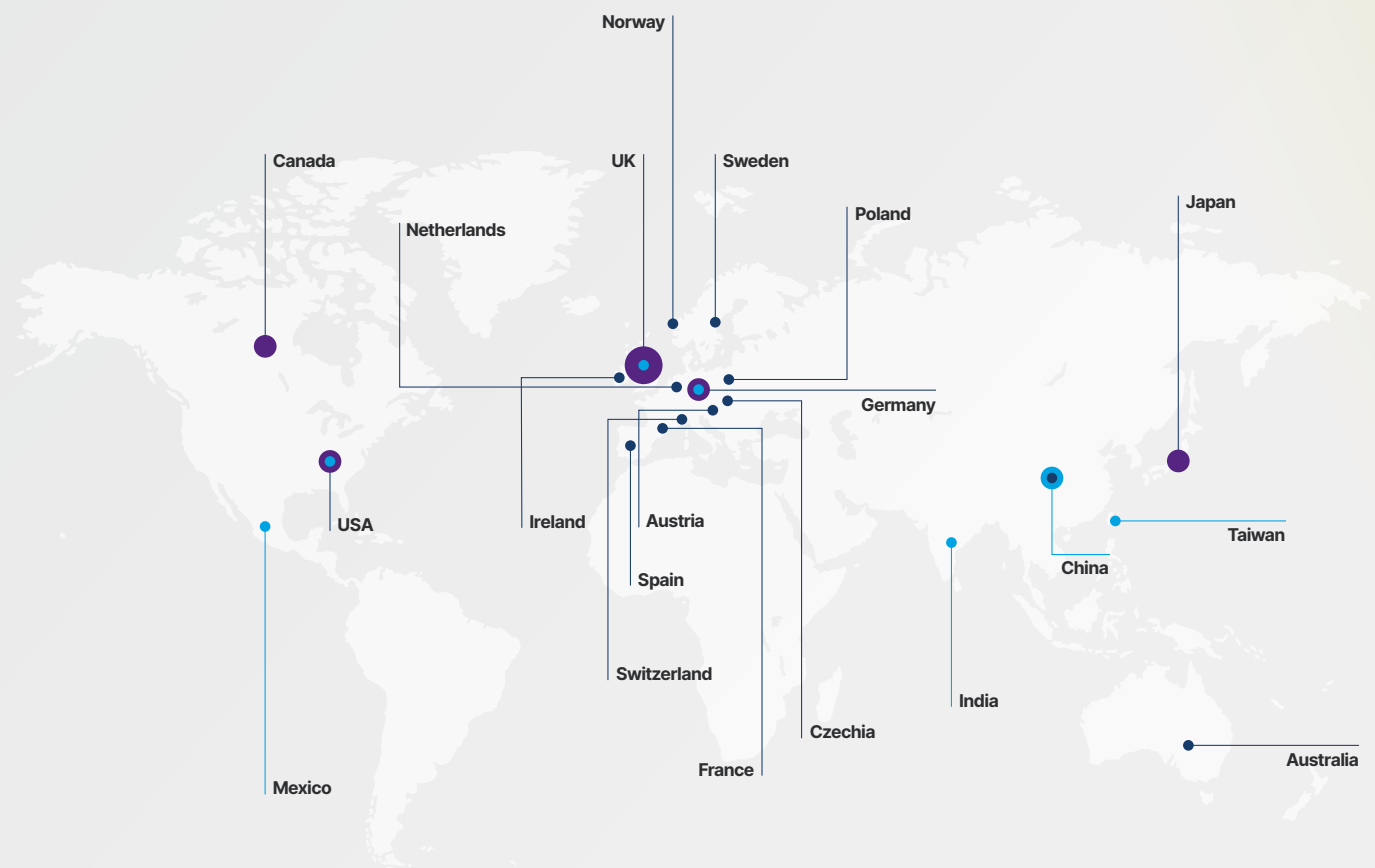 Norway
Canada
UK
Sweden
Japan
Poland
Netherlands
Germany
Ireland
Austria
USA
Taiwan
China
Spain
Switzerland
India
Czechia
Australia
France
Mexico